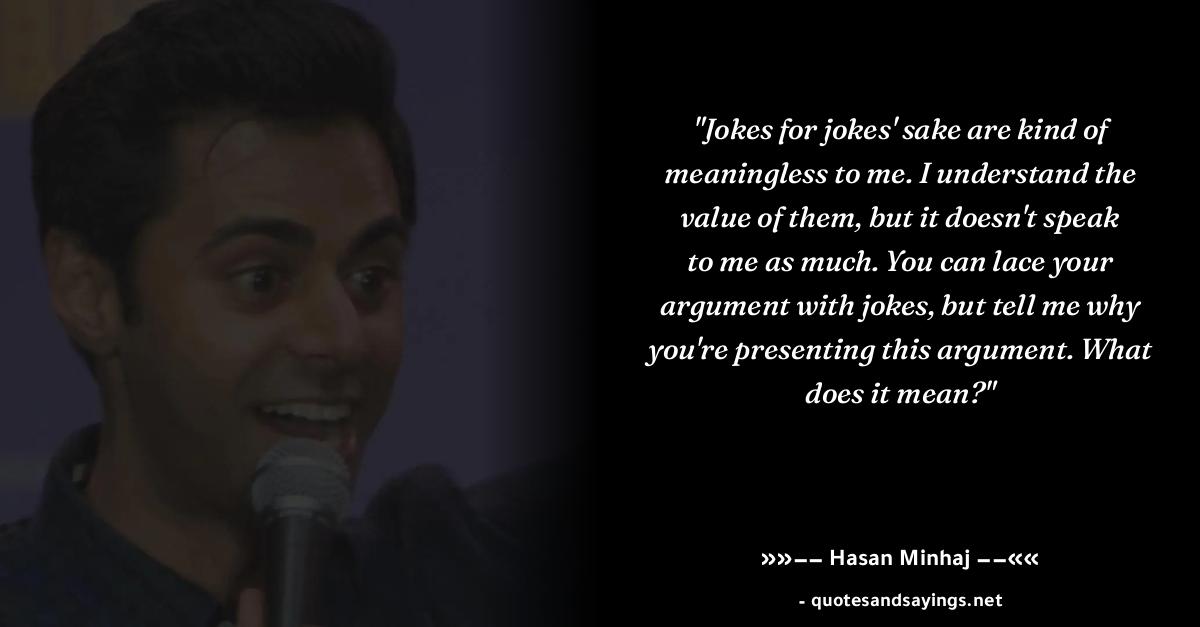 "Jokes for jokes' sake are kind of
meaningless to me. I understand the
value of them, but it doesn't speak
to me as much. You can lace your
argument with jokes, but tell me why
you're presenting this argument. What
does it mean?"
»»−− Hasan Minhaj −−««
- quotesandsayings.net